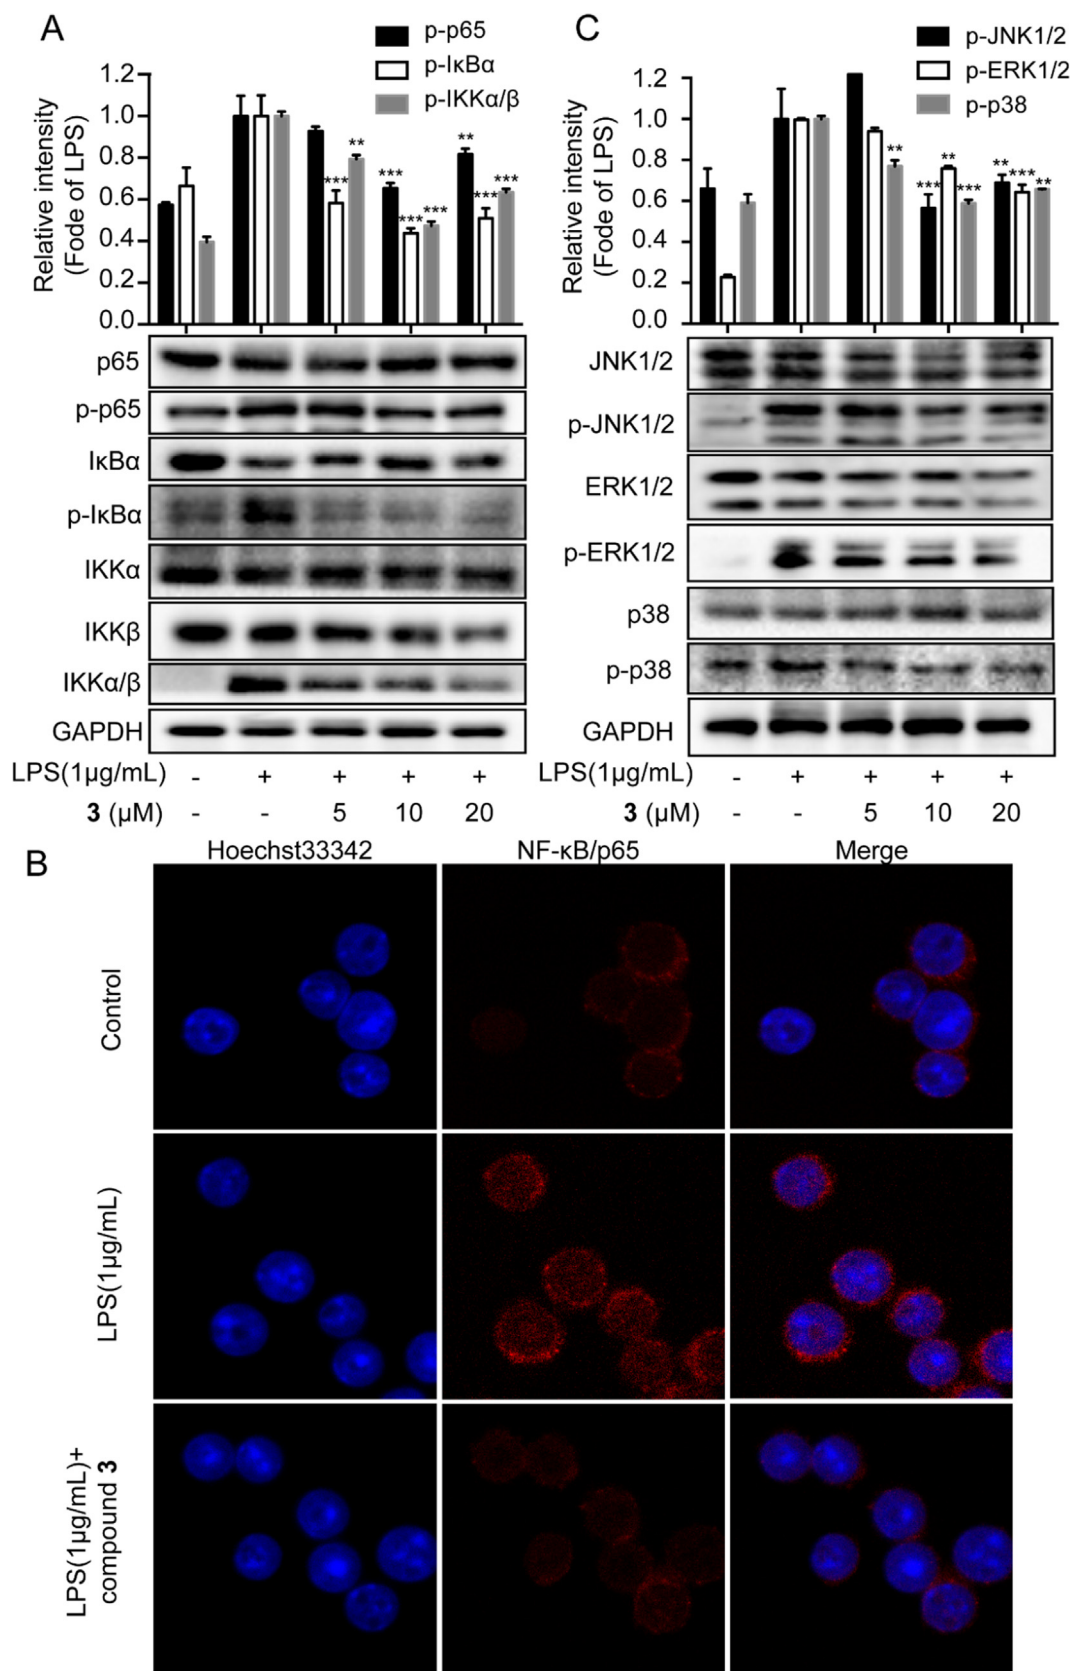 A
p-p65
p-IκBα
p-IKKα/β
Relative intensity
(Fode of LPS)
1.2
1.0
0.8
0.6
0.4
0.2
0.0
*** ** *** *** *** ** *** ***
p65
p-p65
IκBα
p-IκBα
IKKα
IKKβ
IKKα/β
GAPDH
LPS(1μg/mL) - + + + +
3 (μM) - - 5 10 20
C
p-JNK1/2
p-ERK1/2
p-p38
Relative intensity
(Fode of LPS)
1.2
1.0
0.8
0.6
0.4
0.2
0.0
** *** ** *** ** *** **
JNK1/2
p-JNK1/2
ERK1/2
p-ERK1/2
p38
p-p38
GAPDH
LPS(1μg/mL) - + + + +
3 (μM) - - 5 10 20
B
Hoechst33342 NF-κB/p65 Merge
Control
LPS(1μg/mL)
LPS(1μg/mL)+
compound 3